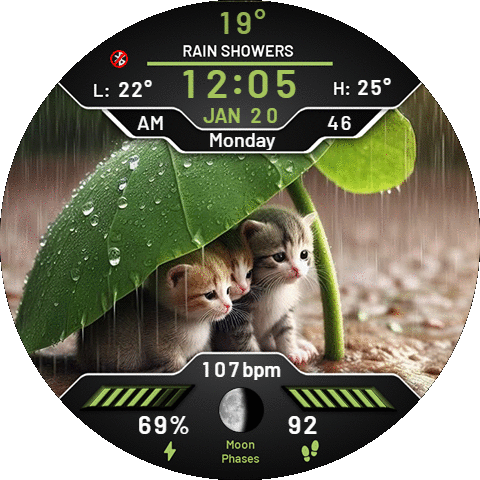 19°
RAIN SHOWERS
L: 22°
12:05
H: 25°
JAN 20
AM
46
Monday
107bpm
69%
92
Moon
Phases